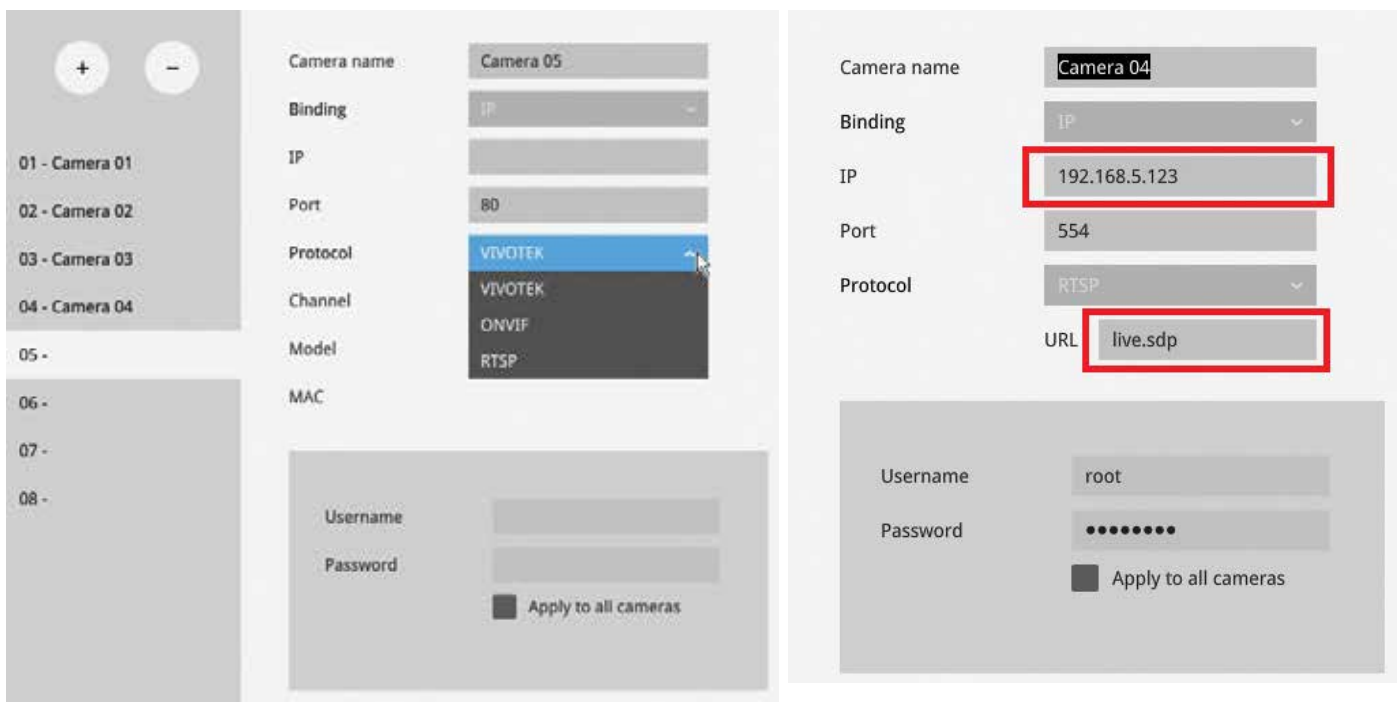 + -
01 - Camera 01
02 - Camera 02
03 - Camera 03
04 - Camera 04
05 -
06 -
07 -
08 -
Camera name Camera 05
Binding IP
IP
Port 80
Protocol VIVOTEK
VIVOTEK
Channel
ONVIF
Model
RTSP
MAC
Username
Password
Apply to all cameras
Camera name Camera 04
Binding IP
IP 192.168.5.123
Port 554
Protocol RTSP
URL live.sdp
Username root
Password ●●●●●●●●
Apply to all cameras